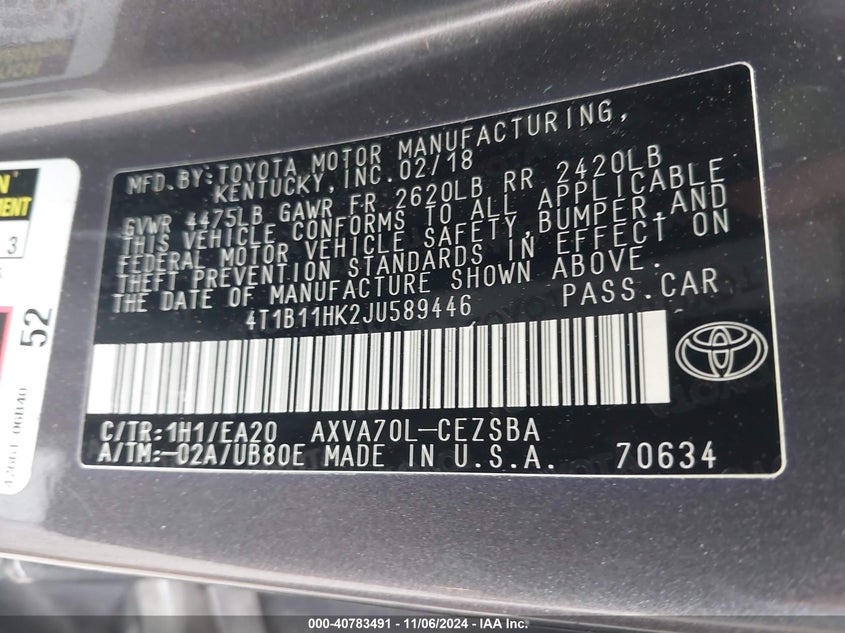 MFD.BY:TOYOTA MOTOR MANUFACTURING,
KENTUCKY,INC.02/18
GVWR 4475LB GAWR FR 2620LB RR 2420LB
THIS VEHICLE CONFORMS TO ALL APPLICABLE
FEDERAL MOTOR VEHICLE SAFETY,BUMPER,AND
THEFT PREVENTION STANDARDS IN EFFECT ON
THE DATE OF MANUFACTURE SHOWN ABOVE.
4T1B11HK2JU589446 PASS.CAR
C/TR:1H1/EA20 AXVA70L-CEZSBA
A/TM:-02A/UB80E MADE IN U.S.A. 70634
3
52
42661-06840
000-40783491 - 11/06/2024 - IAA Inc.